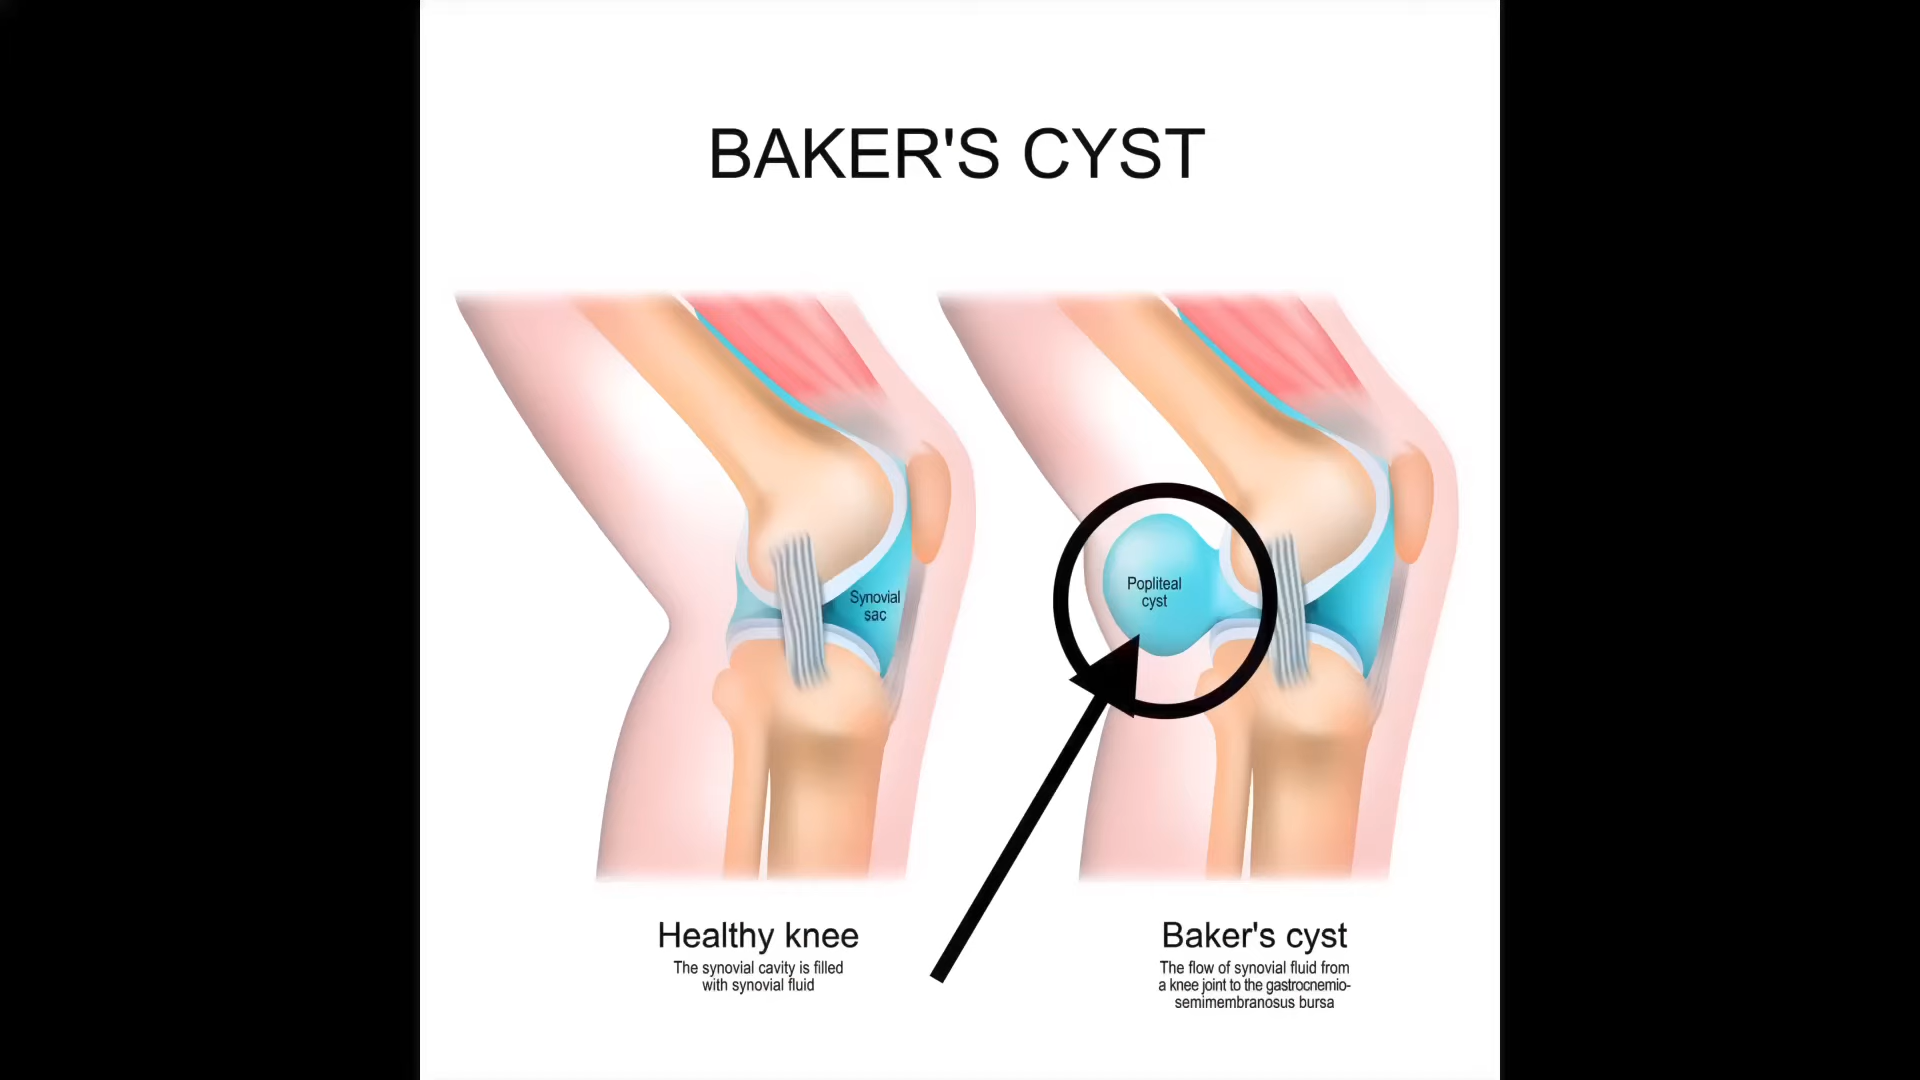 BAKER'S CYST
Synovial
sac
Popliteal
cyst
Healthy knee
The synovial cavity is filled
with synovial fluid
Baker's cyst
The flow of synovial fluid from
a knee joint to the gastrocnemio-
semimembranosus bursa